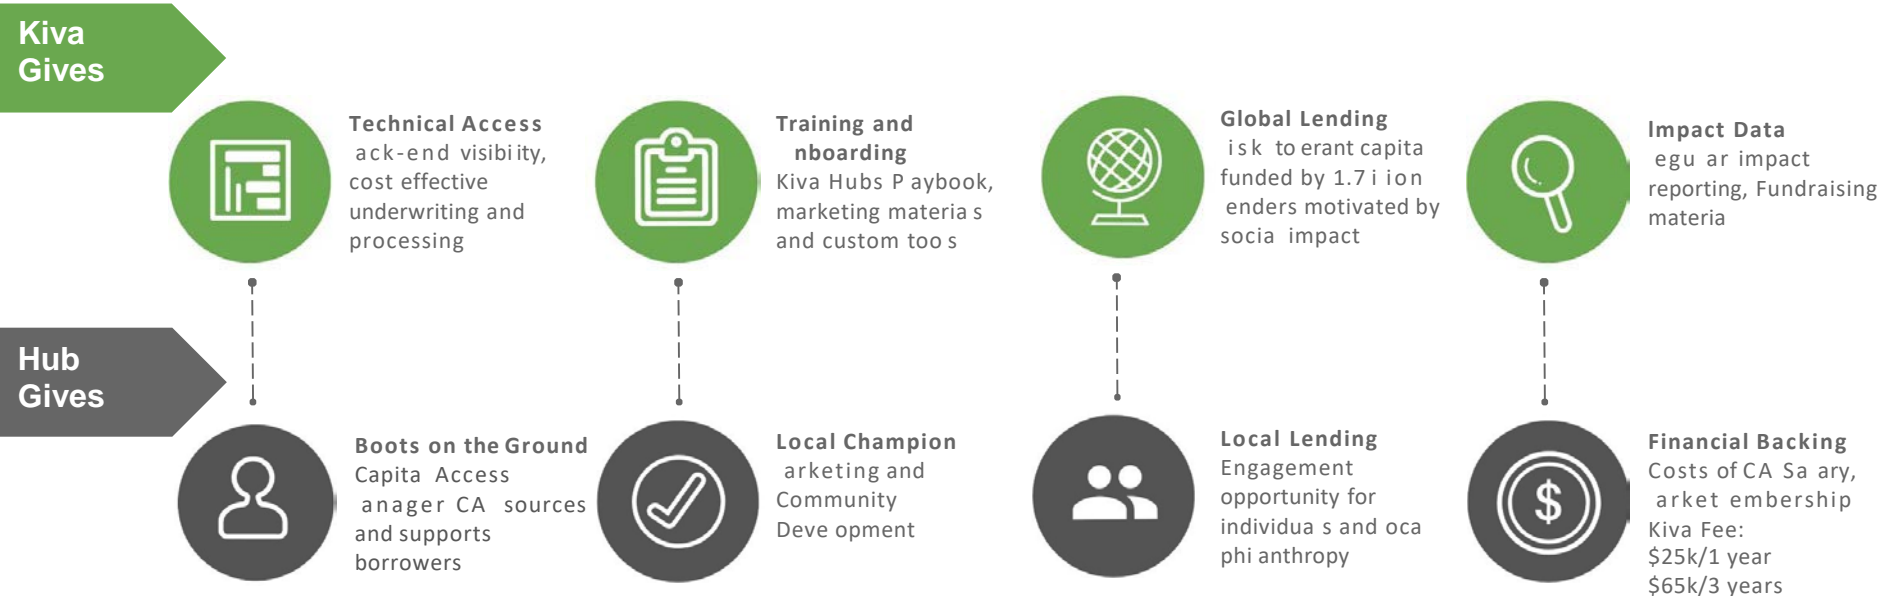 Kiva
Gives
Technical Access
ack-end visibi ity,
cost effective
underwriting and
processing
Training and
nboarding
Kiva Hubs P aybook,
marketing materia s
and custom too s
Global Lending
isk to erant capita
funded by 1.7 i ion
enders motivated by
socia impact
Impact Data
egu ar impact
reporting, Fundraising
materia
Hub
Gives
Boots on the Ground
Capita Access
anager CA sources
and supports
borrowers
Local Champion
arketing and
Community
Deve opment
Local Lending
Engagement
opportunity for
individua s and oca
phi anthropy
$
Financial Backing
Costs of CA Sa ary,
arket embership
Kiva Fee:
$25k/1 year
$65k/3 years